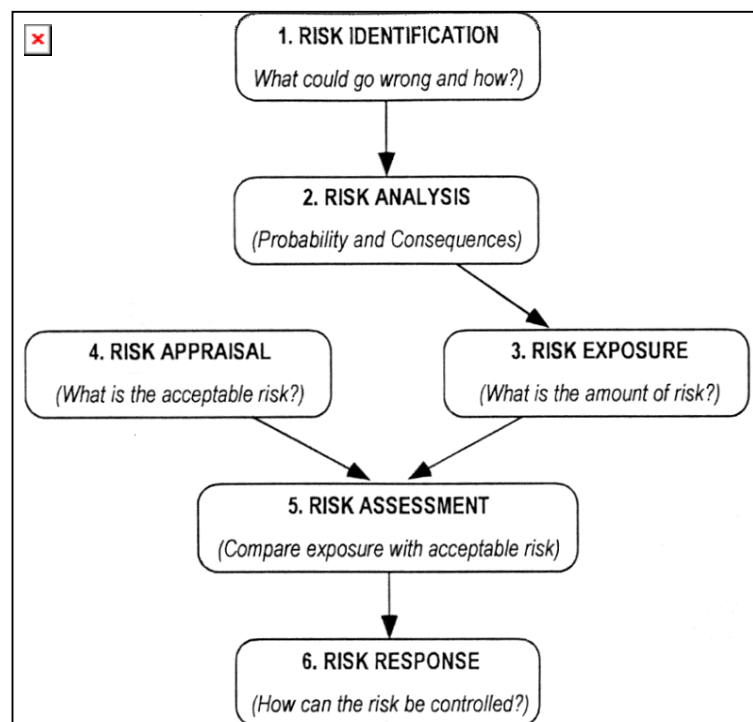 1. RISK IDENTIFICATION
What could go wrong and how?)
2. RISK ANALYSIS
(Probability and Consequences)
4. RISK APPRAISAL
(What is the acceptable risk?)
3. RISK EXPOSURE
(What is the amount of risk?)
5. RISK ASSESSMENT
(Compare exposure with acceptable risk)
6. RISK RESPONSE
(How can the risk be controlled?)